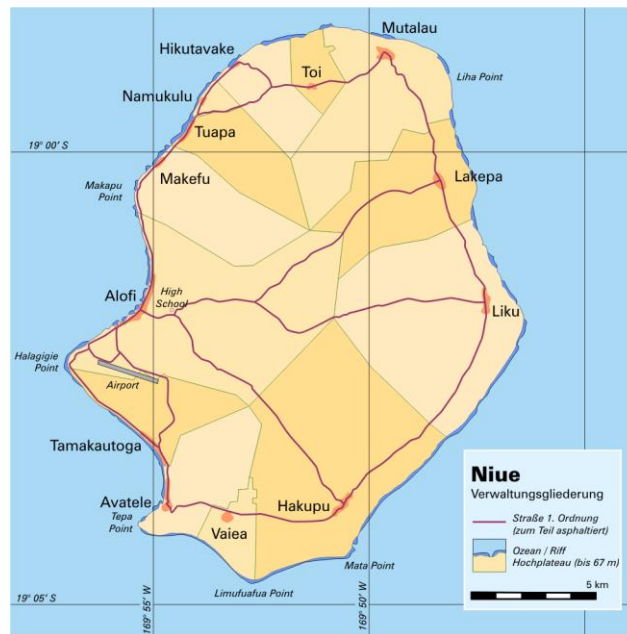 Mutalau
Hikutavake
Toi
Liha Point
Namukulu
Tuapa
19° 00' S
Makefu
Lakepa
Makapu
Point
Alofi
High
School
Liku
Halagigie
Point
Airport
Tamakautoga
Niue
Verwaltungsgliederung
Avatele
Hakupu
Straße 1. Ordnung
(zum Teil asphaltiert)
Tepa
Point
Vaiea
Ozean / Riff
Hochplateau (bis 67 m)
Mata Point
5 km
Limufuafua Point
19° 05' S
169° 55' W
169° 50' W